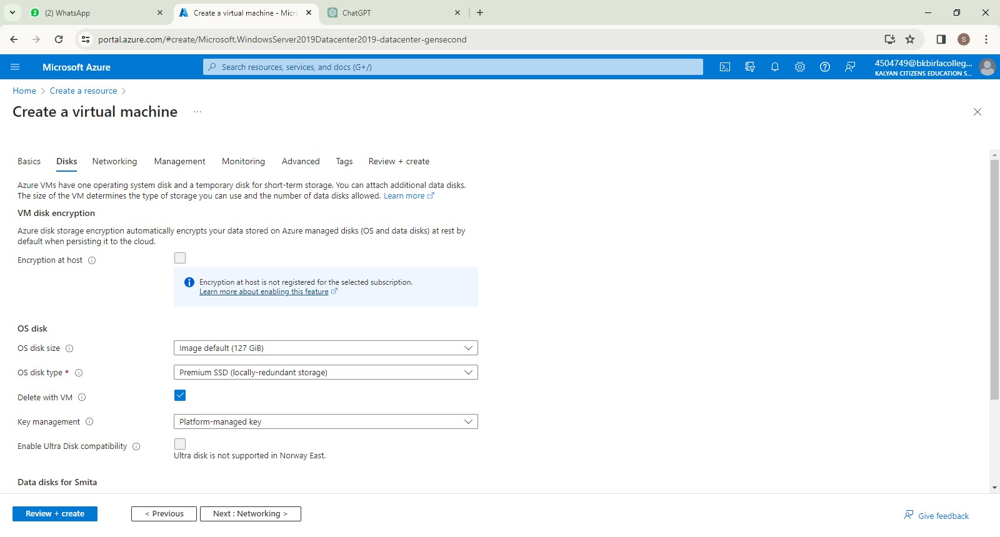 (2) WhatsApp
Create a virtual machine - Micro
ChatGPT
portal.azure.com/#create/Microsoft.WindowsServer2019Datacenter2019-datacenter-gensecond
S
Microsoft Azure
Search resources, services, and docs (G+/)
4504749@bkbirlacolleg...
KALYAN CITIZENS EDUCATION S...
Home > Create a resource >
Create a virtual machine ...
Basics Disks Networking Management Monitoring Advanced Tags Review + create
Azure VMs have one operating system disk and a temporary disk for short-term storage. You can attach additional data disks.
The size of the VM determines the type of storage you can use and the number of data disks allowed. Learn more
VM disk encryption
Azure disk storage encryption automatically encrypts your data stored on Azure managed disks (OS and data disks) at rest by
default when persisting it to the cloud.
Encryption at host
Encryption at host is not registered for the selected subscription.
Learn more about enabling this feature
OS disk
OS disk size
Image default (127 GiB)
OS disk type *
Premium SSD (locally-redundant storage)
Delete with VM
Key management
Platform-managed key
Enable Ultra Disk compatibility
Ultra disk is not supported in Norway East.
Data disks for Smita
Review + create
< Previous
Next : Networking >
Give feedback